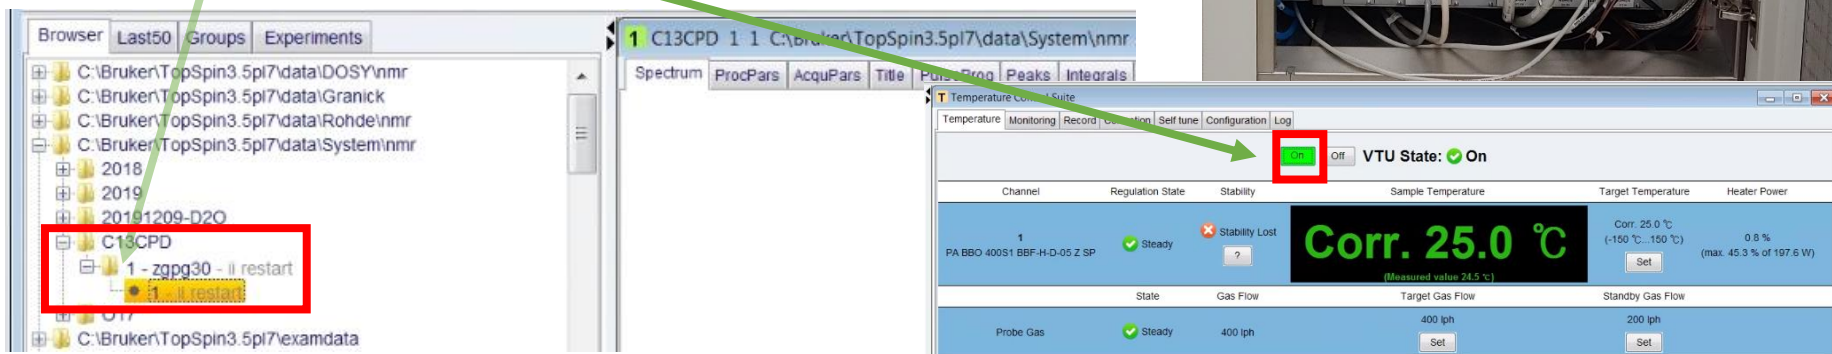 Browser Last50 Groups Experiments
C:\Bruker\TopSpin3.5pl7\data\DOSY\nmr
C:\Bruker\TopSpin3.5pl7\data\Granick
C:\Bruker\TopSpin3.5pl7\data\Rohde\nmr
C:\Bruker\TopSpin3.5pl7\data\System\nmr
2018
2019
20191209-D2O
C13CPD
1 - zgpg30 - ii restart
1 - ii restart
O17
C:\Bruker\TopSpin3.5pl7\examdata
1 C13CPD 1 1 C:\Bruker\TopSpin3.5pl7\data\System\nmr
Spectrum ProcPars AcquPars Title PulseProg Peaks Integrals
T Temperature Control Suite
Temperature Monitoring Record Correction Self tune Configuration Log
On Off VTU State: On
Channel Regulation State Stability Sample Temperature Target Temperature Heater Power
1
PA BBO 400S1 BBF-H-D-05 Z SP
Steady
Stability Lost
?
Corr. 25.0 °C
(Measured value 24.5 °C)
Corr. 25.0 °C
(-150 °C...150 °C)
Set
0.8 %
(max. 45.3 % of 197.6 W)
State Gas Flow Target Gas Flow Standby Gas Flow
Probe Gas Steady 400 lph
400 lph
Set
200 lph
Set